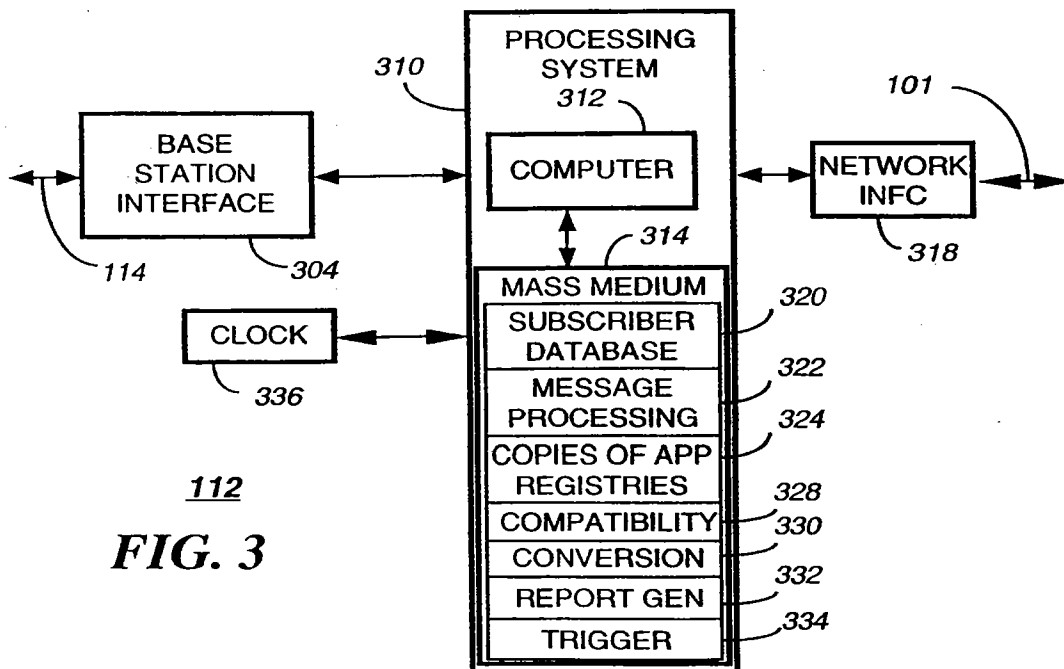 PROCESSING
SYSTEM
310
312
101
BASE
STATION
INTERFACE
COMPUTER
NETWORK
INFC
114
304
314
318
MASS MEDIUM
320
SUBSCRIBER
DATABASE
CLOCK
336
322
MESSAGE
PROCESSING
324
COPIES OF APP
REGISTRIES
112
328
COMPATIBILITY
FIG. 3
330
CONVERSION
332
REPORT GEN
334
TRIGGER